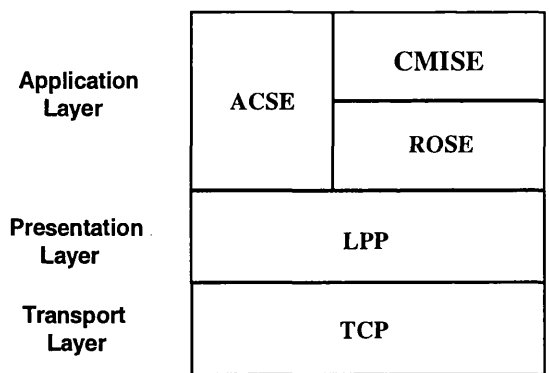 Application
Layer
ACSE
CMISE
ROSE
Presentation
Layer
LPP
Transport
Layer
TCP